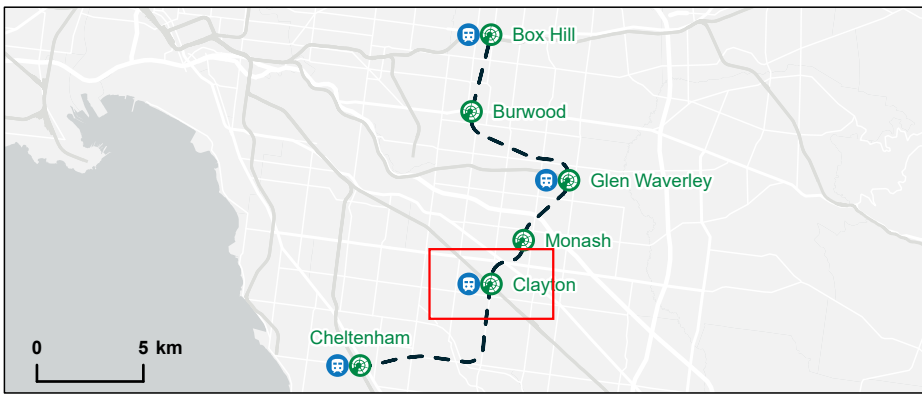 Box Hill
Burwood
Glen Waverley
Monash
Clayton
Cheltenham
0 5 km